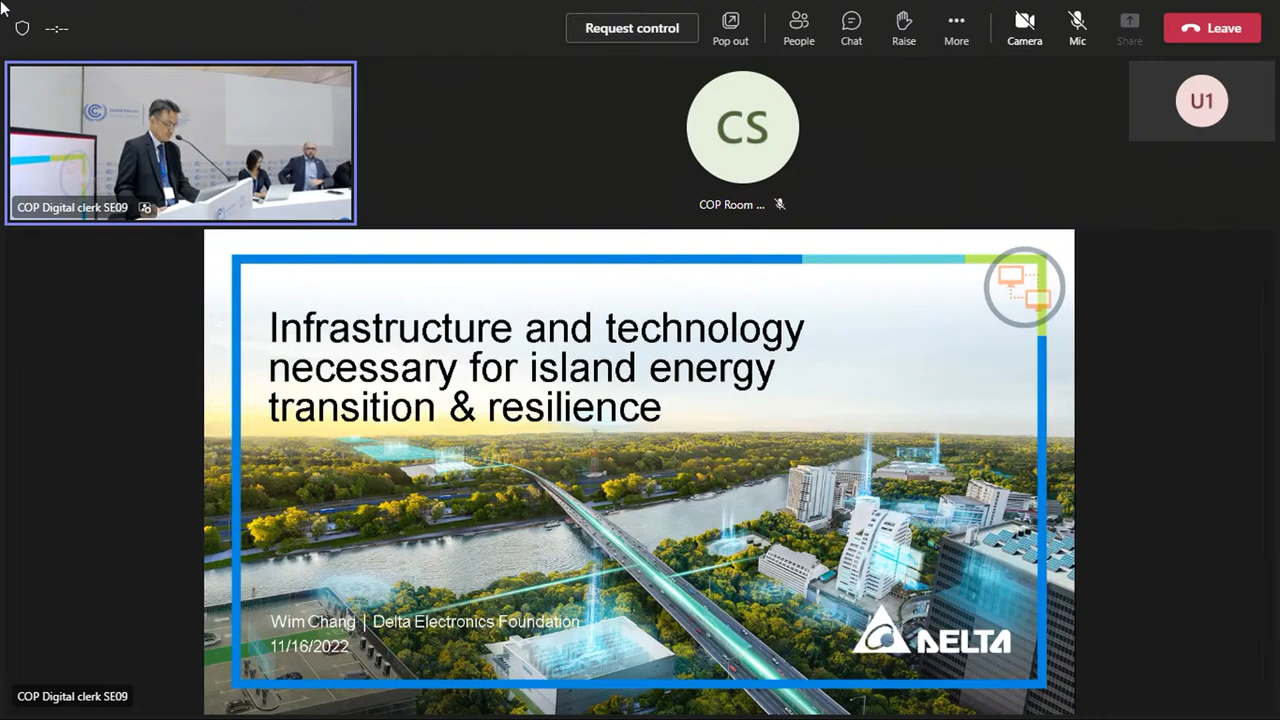 --:--
Request control
Pop out
People
Chat
Raise
More
Camera
Mic
Share
Leave
COP Digital clerk SE09
CS
COP Room ...
U1
Infrastructure and technology
necessary for island energy
transition & resilience
Wim Chang | Delta Electronics Foundation
11/16/2022
DELTA
COP Digital clerk SE09